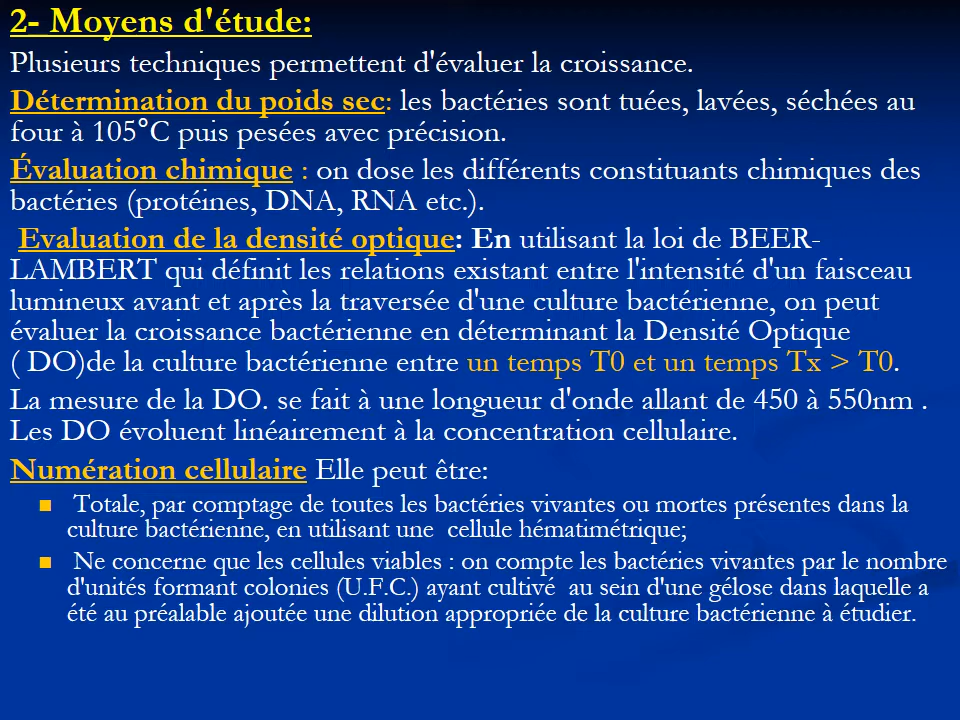 2- Moyens d'étude:
Plusieurs techniques permettent d'évaluer la croissance.
Détermination du poids sec: les bactéries sont tuées, lavées, séchées au
four à 105°C puis pesées avec précision.
Évaluation chimique : on dose les différents constituants chimiques des
bactéries (protéines, DNA, RNA etc.).
Evaluation de la densité optique: En utilisant la loi de BEER-
LAMBERT qui définit les relations existant entre l'intensité d'un faisceau
lumineux avant et après la traversée d'une culture bactérienne, on peut
évaluer la croissance bactérienne en déterminant la Densité Optique
( DO)de la culture bactérienne entre un temps T0 et un temps Tx > T0.
La mesure de la DO. se fait à une longueur d'onde allant de 450 à 550nm .
Les DO évoluent linéairement à la concentration cellulaire.
Numération cellulaire Elle peut être:
Totale, par comptage de toutes les bactéries vivantes ou mortes présentes dans la
culture bactérienne, en utilisant une cellule hématimétrique;
Ne concerne que les cellules viables : on compte les bactéries vivantes par le nombre
d'unités formant colonies (U.F.C.) ayant cultivé au sein d'une gélose dans laquelle a
été au préalable ajoutée une dilution appropriée de la culture bactérienne à étudier.